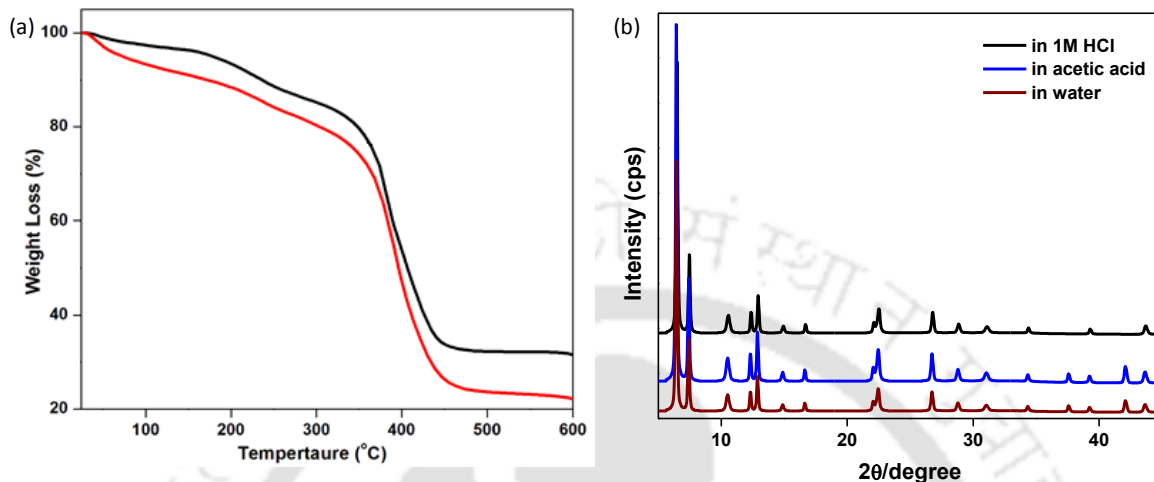 (a)
100
80
60
40
20
Weight Loss (%)
100 200 300 400 500 600
Tempertaure (°C)
(b)
in 1M HCl
in acetic acid
in water
Intensity (cps)
10 20 30 40
2θ/degree